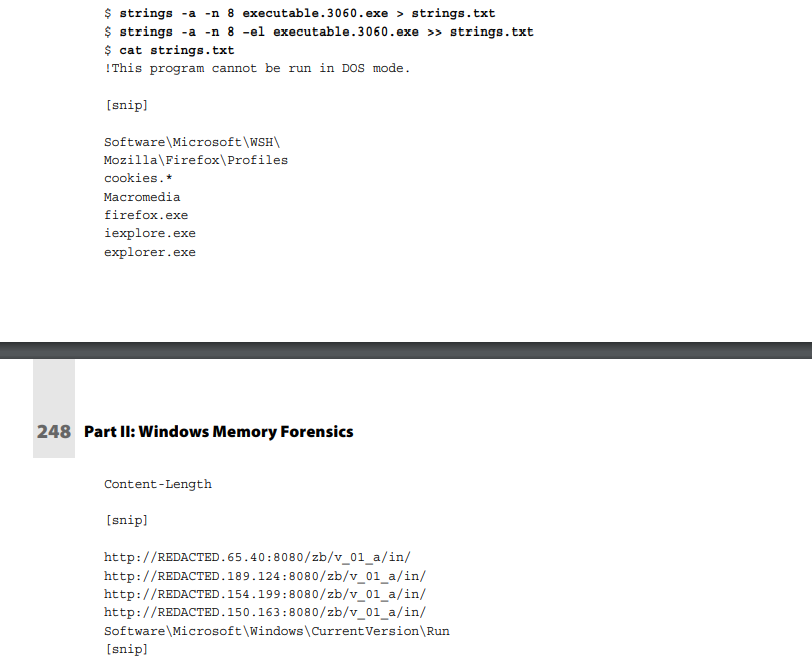 $ strings -a -n 8 executable.3060.exe > strings.txt
$ strings -a -n 8 -el executable.3060.exe >> strings.txt
$ cat strings.txt
!This program cannot be run in DOS mode.
[snip]
Software\Microsoft\WSH\
Mozilla\Firefox\Profiles
cookies.*
Macromedia
firefox.exe
iexplore.exe
explorer.exe
248 Part II: Windows Memory Forensics
Content-Length
[snip]
http://REDACTED.65.40:8080/zb/v_01_a/in/
http://REDACTED.189.124:8080/zb/v_01_a/in/
http://REDACTED.154.199:8080/zb/v_01_a/in/
http://REDACTED.150.163:8080/zb/v_01_a/in/
Software\Microsoft\Windows\CurrentVersion\Run
[snip]